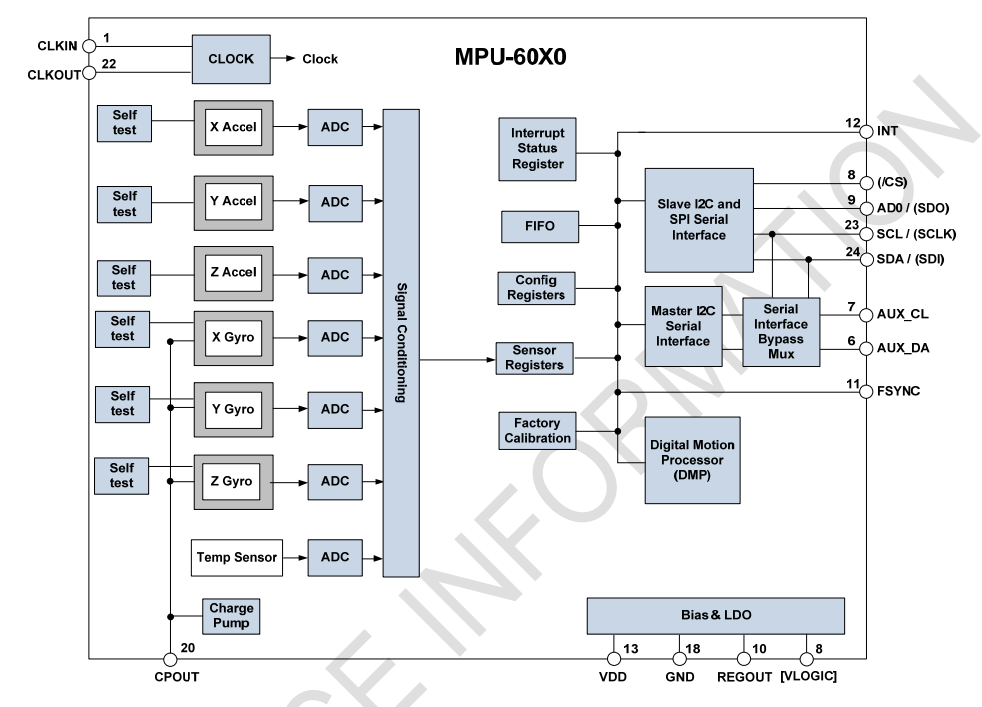 MPU-60X0
CLKIN
1
CLKOUT
22
CLOCK
Clock
Self
test
X Accel
ADC
Self
test
Y Accel
ADC
Self
test
Z Accel
ADC
Self
test
X Gyro
ADC
Self
test
Y Gyro
ADC
Self
test
Z Gyro
ADC
Temp Sensor
ADC
Charge
Pump
20
CPOUT
Signal Conditioning
Interrupt
Status
Register
FIFO
Config
Registers
Sensor
Registers
Factory
Calibration
Slave I2C and
SPI Serial
Interface
Master I2C
Serial
Interface
Serial
Interface
Bypass
Mux
Digital Motion
Processor
(DMP)
12
INT
8
(/CS)
9
AD0 / (SDO)
23
SCL / (SCLK)
24
SDA / (SDI)
7
AUX_CL
6
AUX_DA
11
FSYNC
Bias & LDO
13
VDD
18
GND
10
REGOUT
8
[VLOGIC]
CE INFORMATION